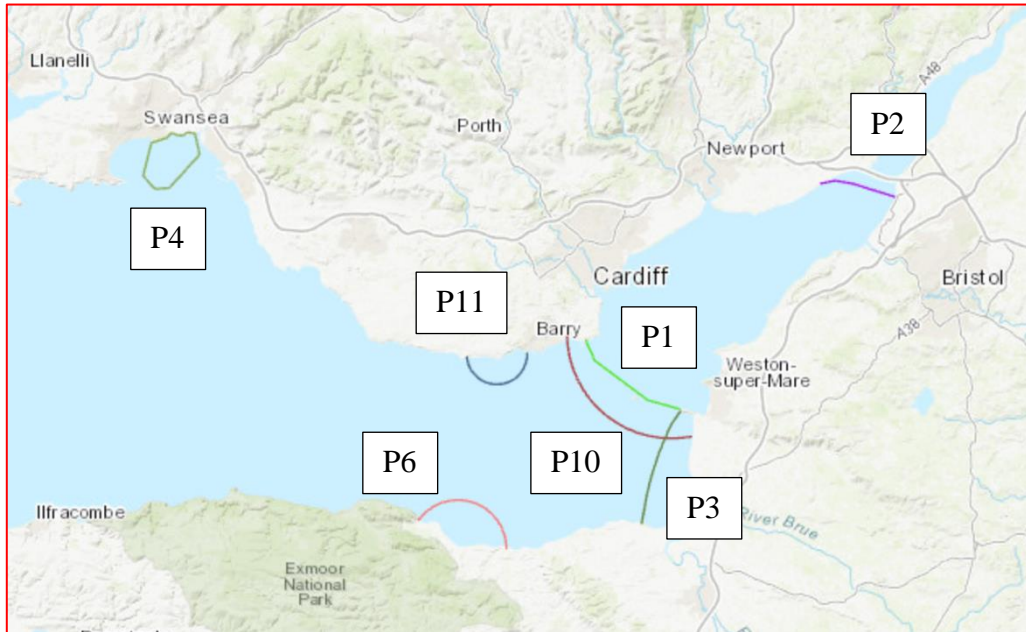 Llanelli
Swansea
Porth
A48
P2
Newport
P4
Cardiff
Bristol
P11
Barry
P1
A38
Weston-
super-Mare
P6
P10
P3
Ilfracombe
River Brue
Exmoor
National
Park